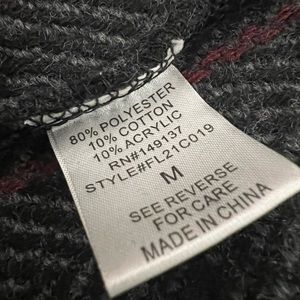 80% POLYESTER
10% COTTON
10% ACRYLIC
RN#149137
STYLE#FL21C019
M
SEE REVERSE
FOR CARE
MADE IN CHINA